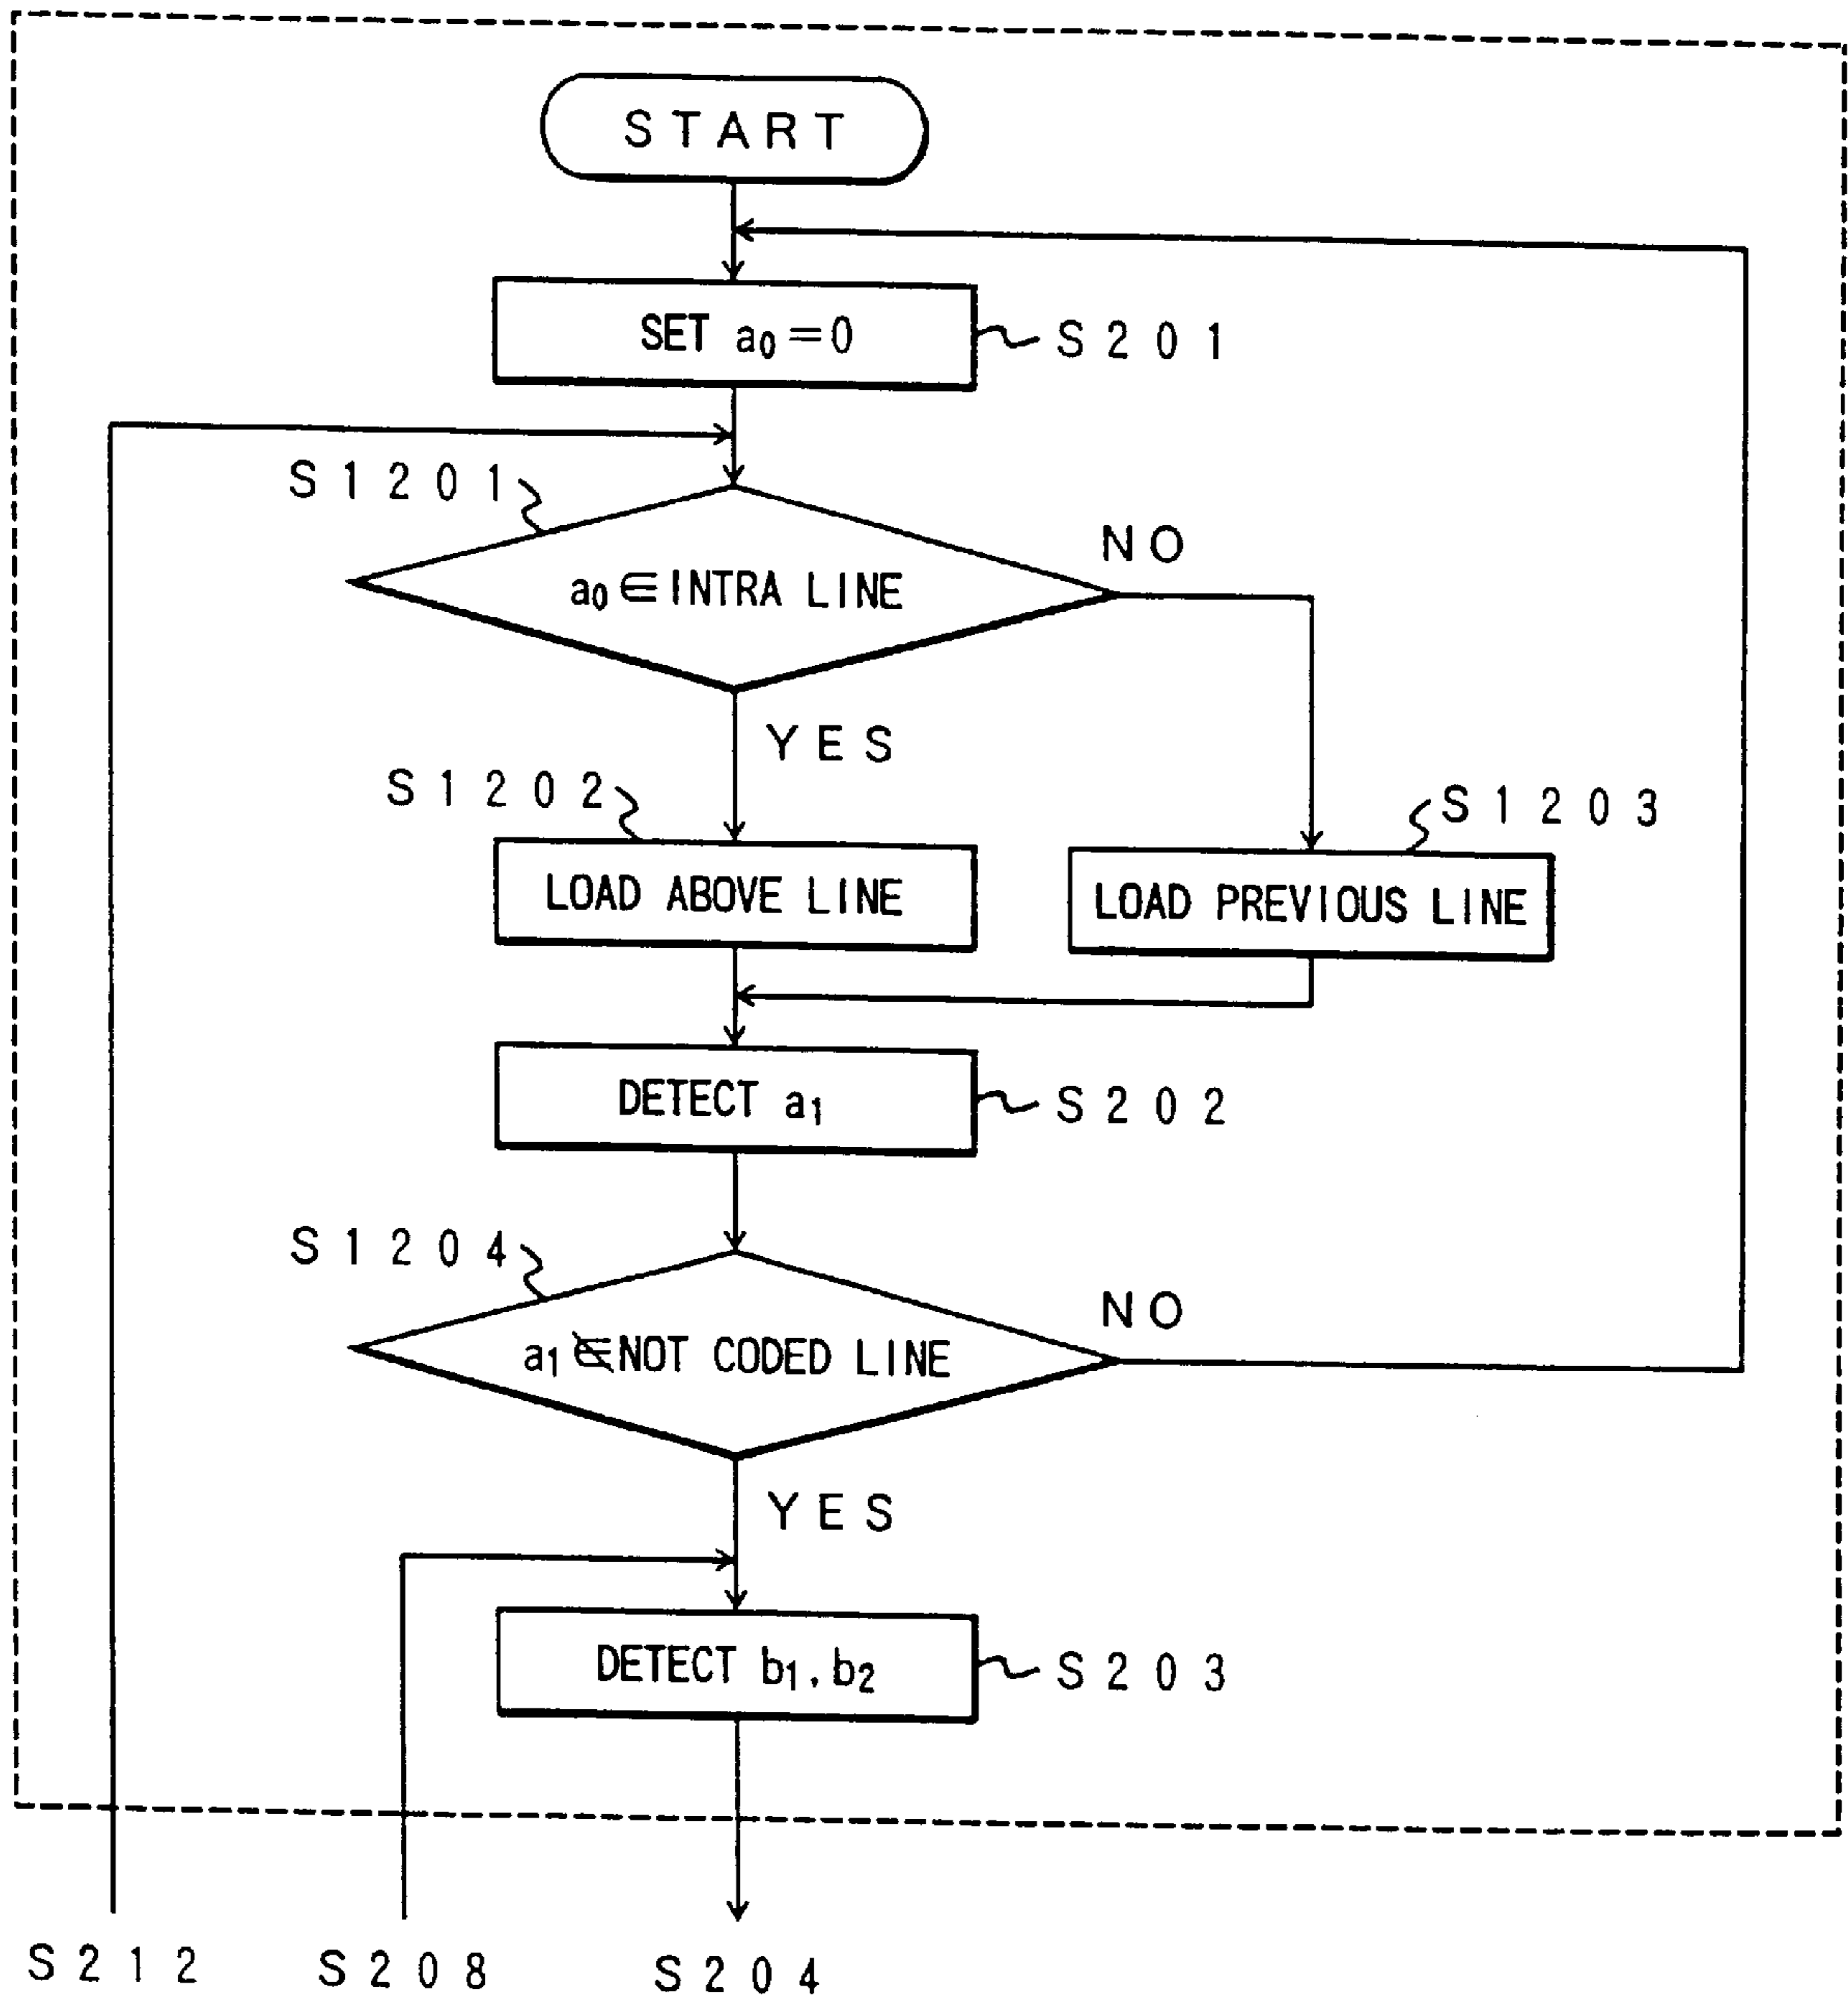 START
SET a₀=0
S201
S1201
NO
a₀∈INTRA LINE
YES
S1202
S1203
LOAD ABOVE LINE
LOAD PREVIOUS LINE
DETECT a₁
S202
S1204
NO
a₁∉NOT CODED LINE
YES
DETECT b₁,b₂
S203
S212
S208
S204